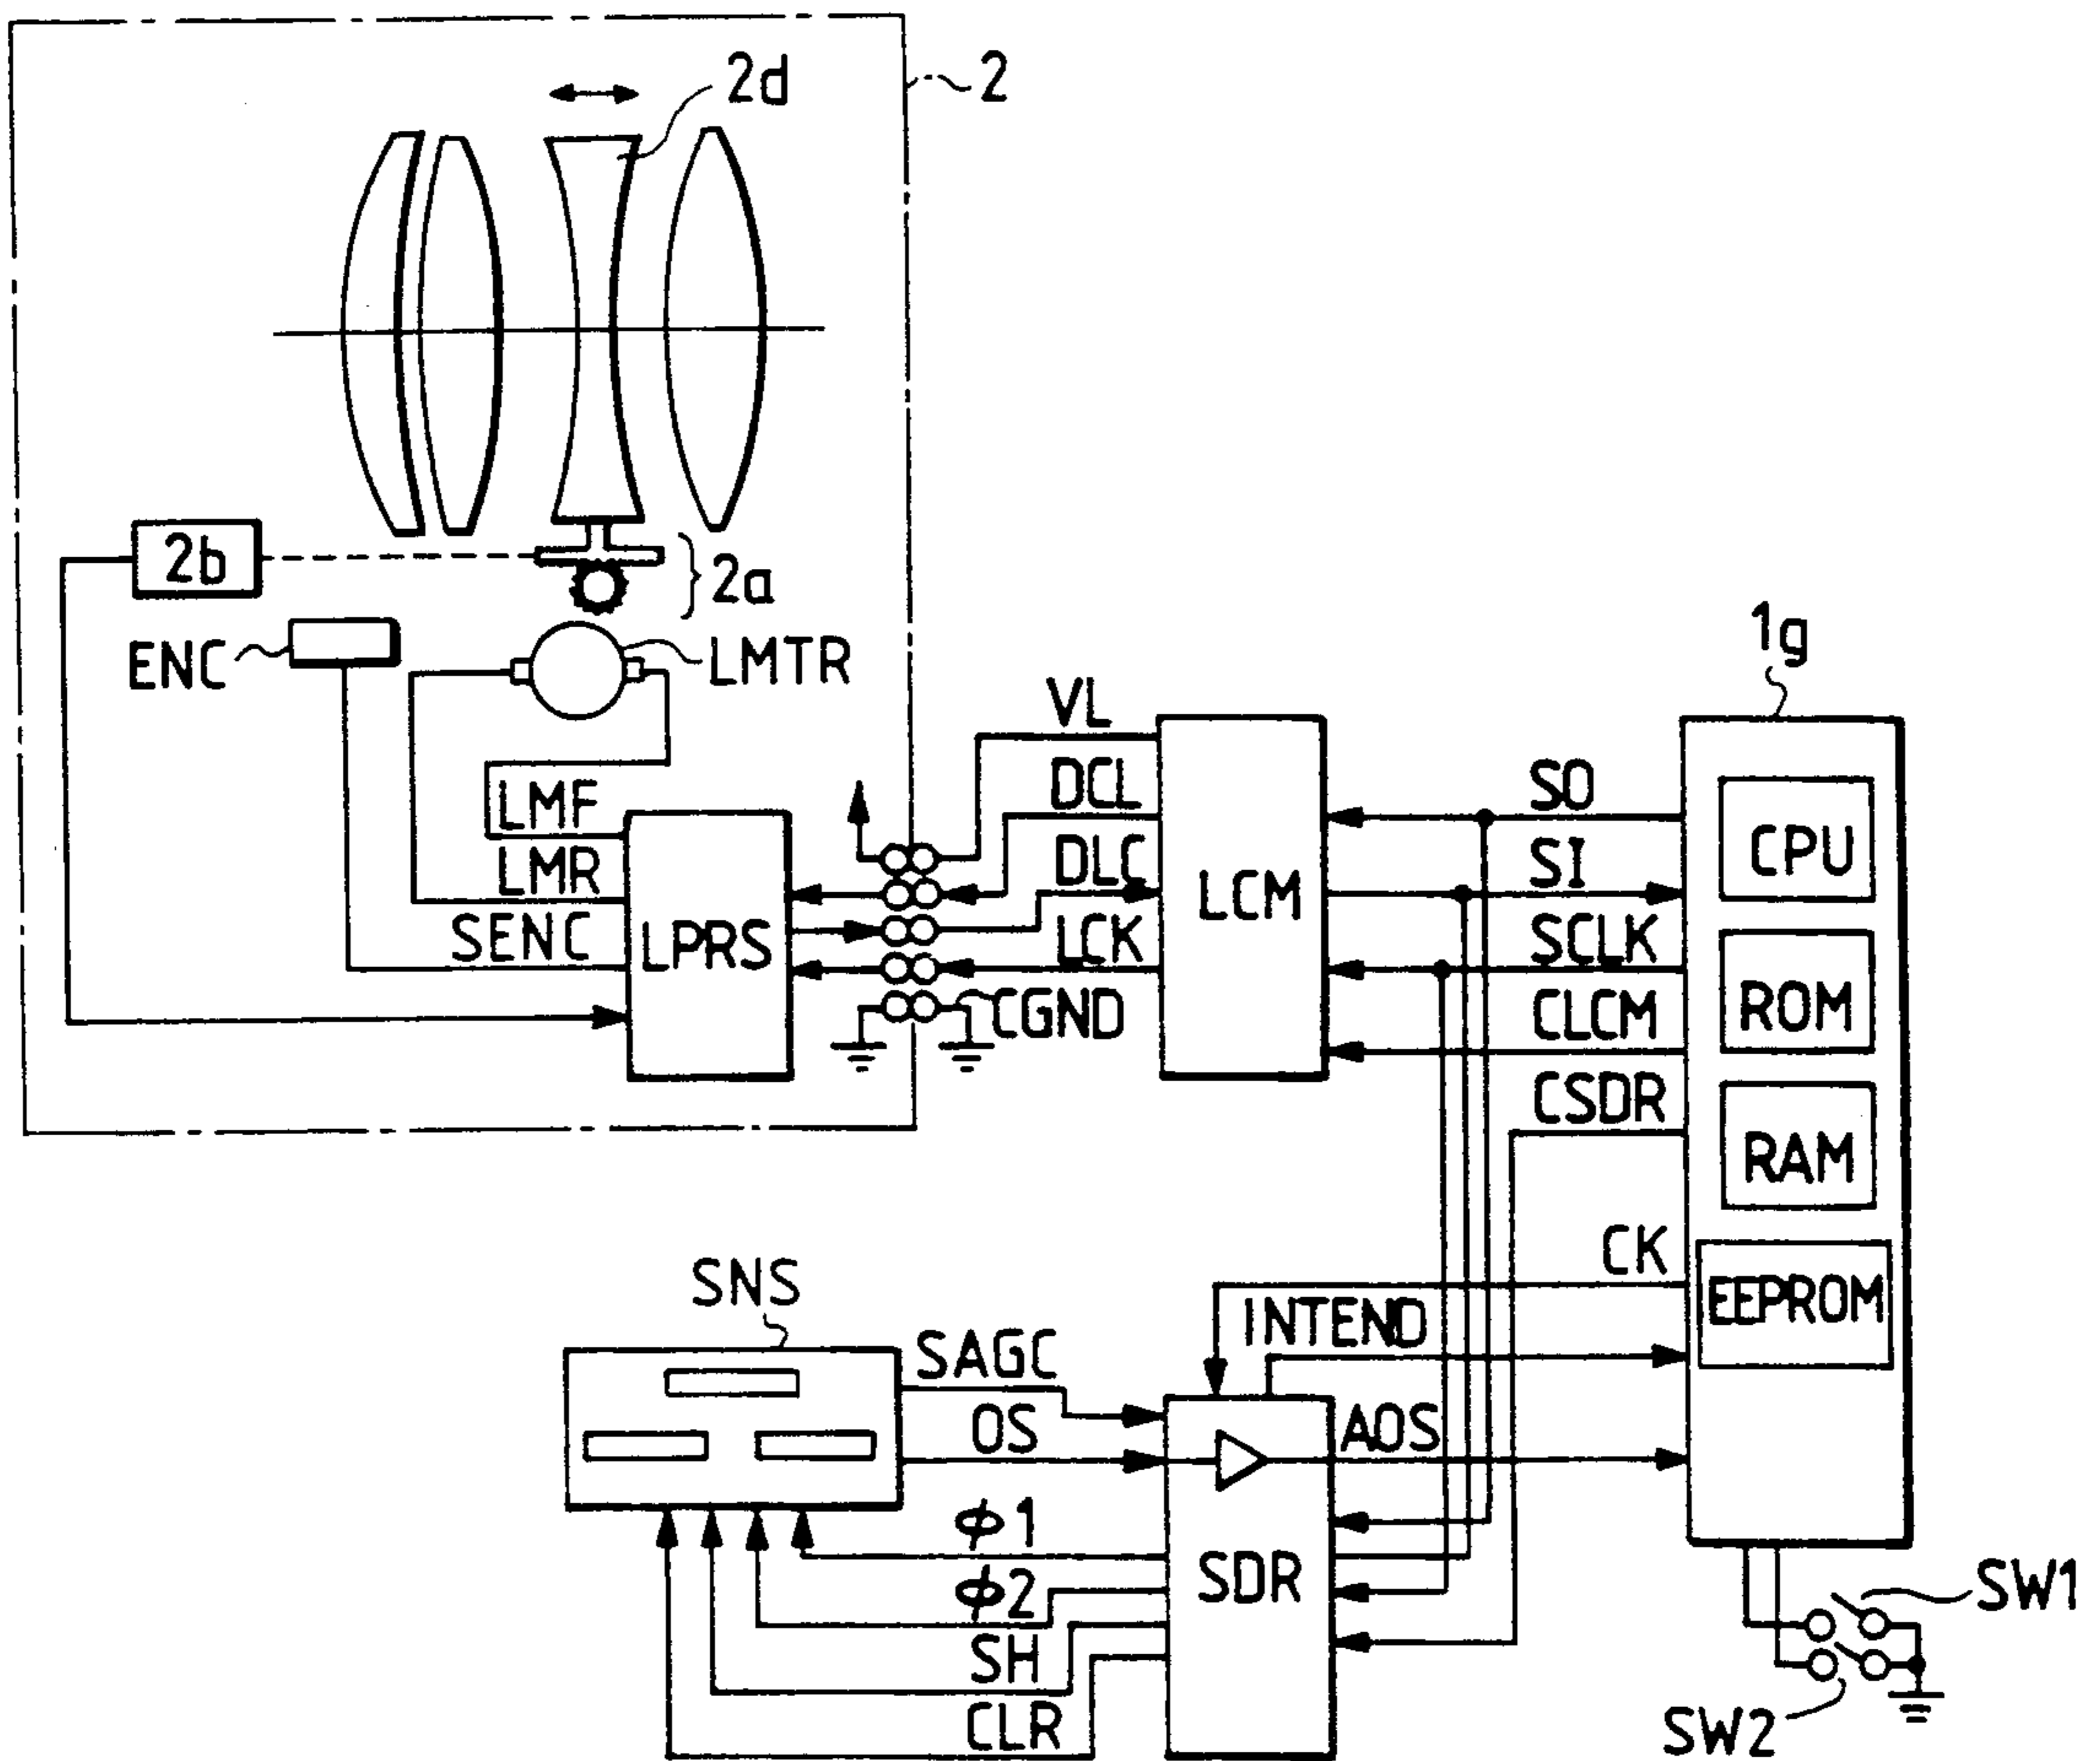 2d
2
2b
2a
ENC
LMTR
1g
VL
DCL
SO
LMF
CPU
DLC
SI
LMR
LCM
LCK
SCLK
SENC
LPRS
CGND
CLCM
ROM
CSDR
RAM
CK
SNS
EEPROM
INTEND
SAGC
OS
AOS
ϕ1
ϕ2
SDR
SW1
SH
CLR
SW2